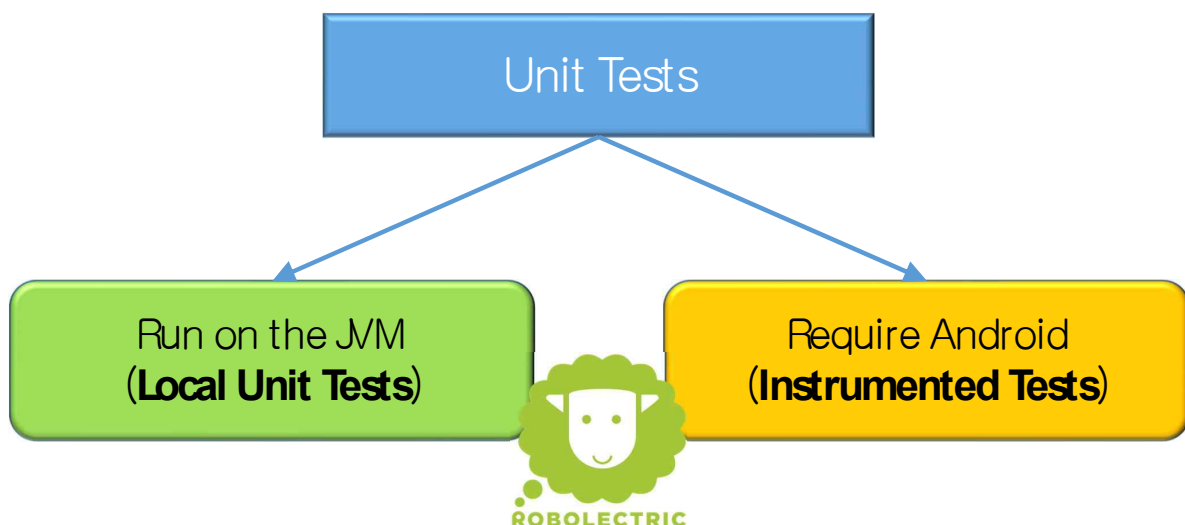 Unit Tests
Run on the JVM
(Local Unit Tests)
Require Android
(Instrumented Tests)
ROBOLECTRIC